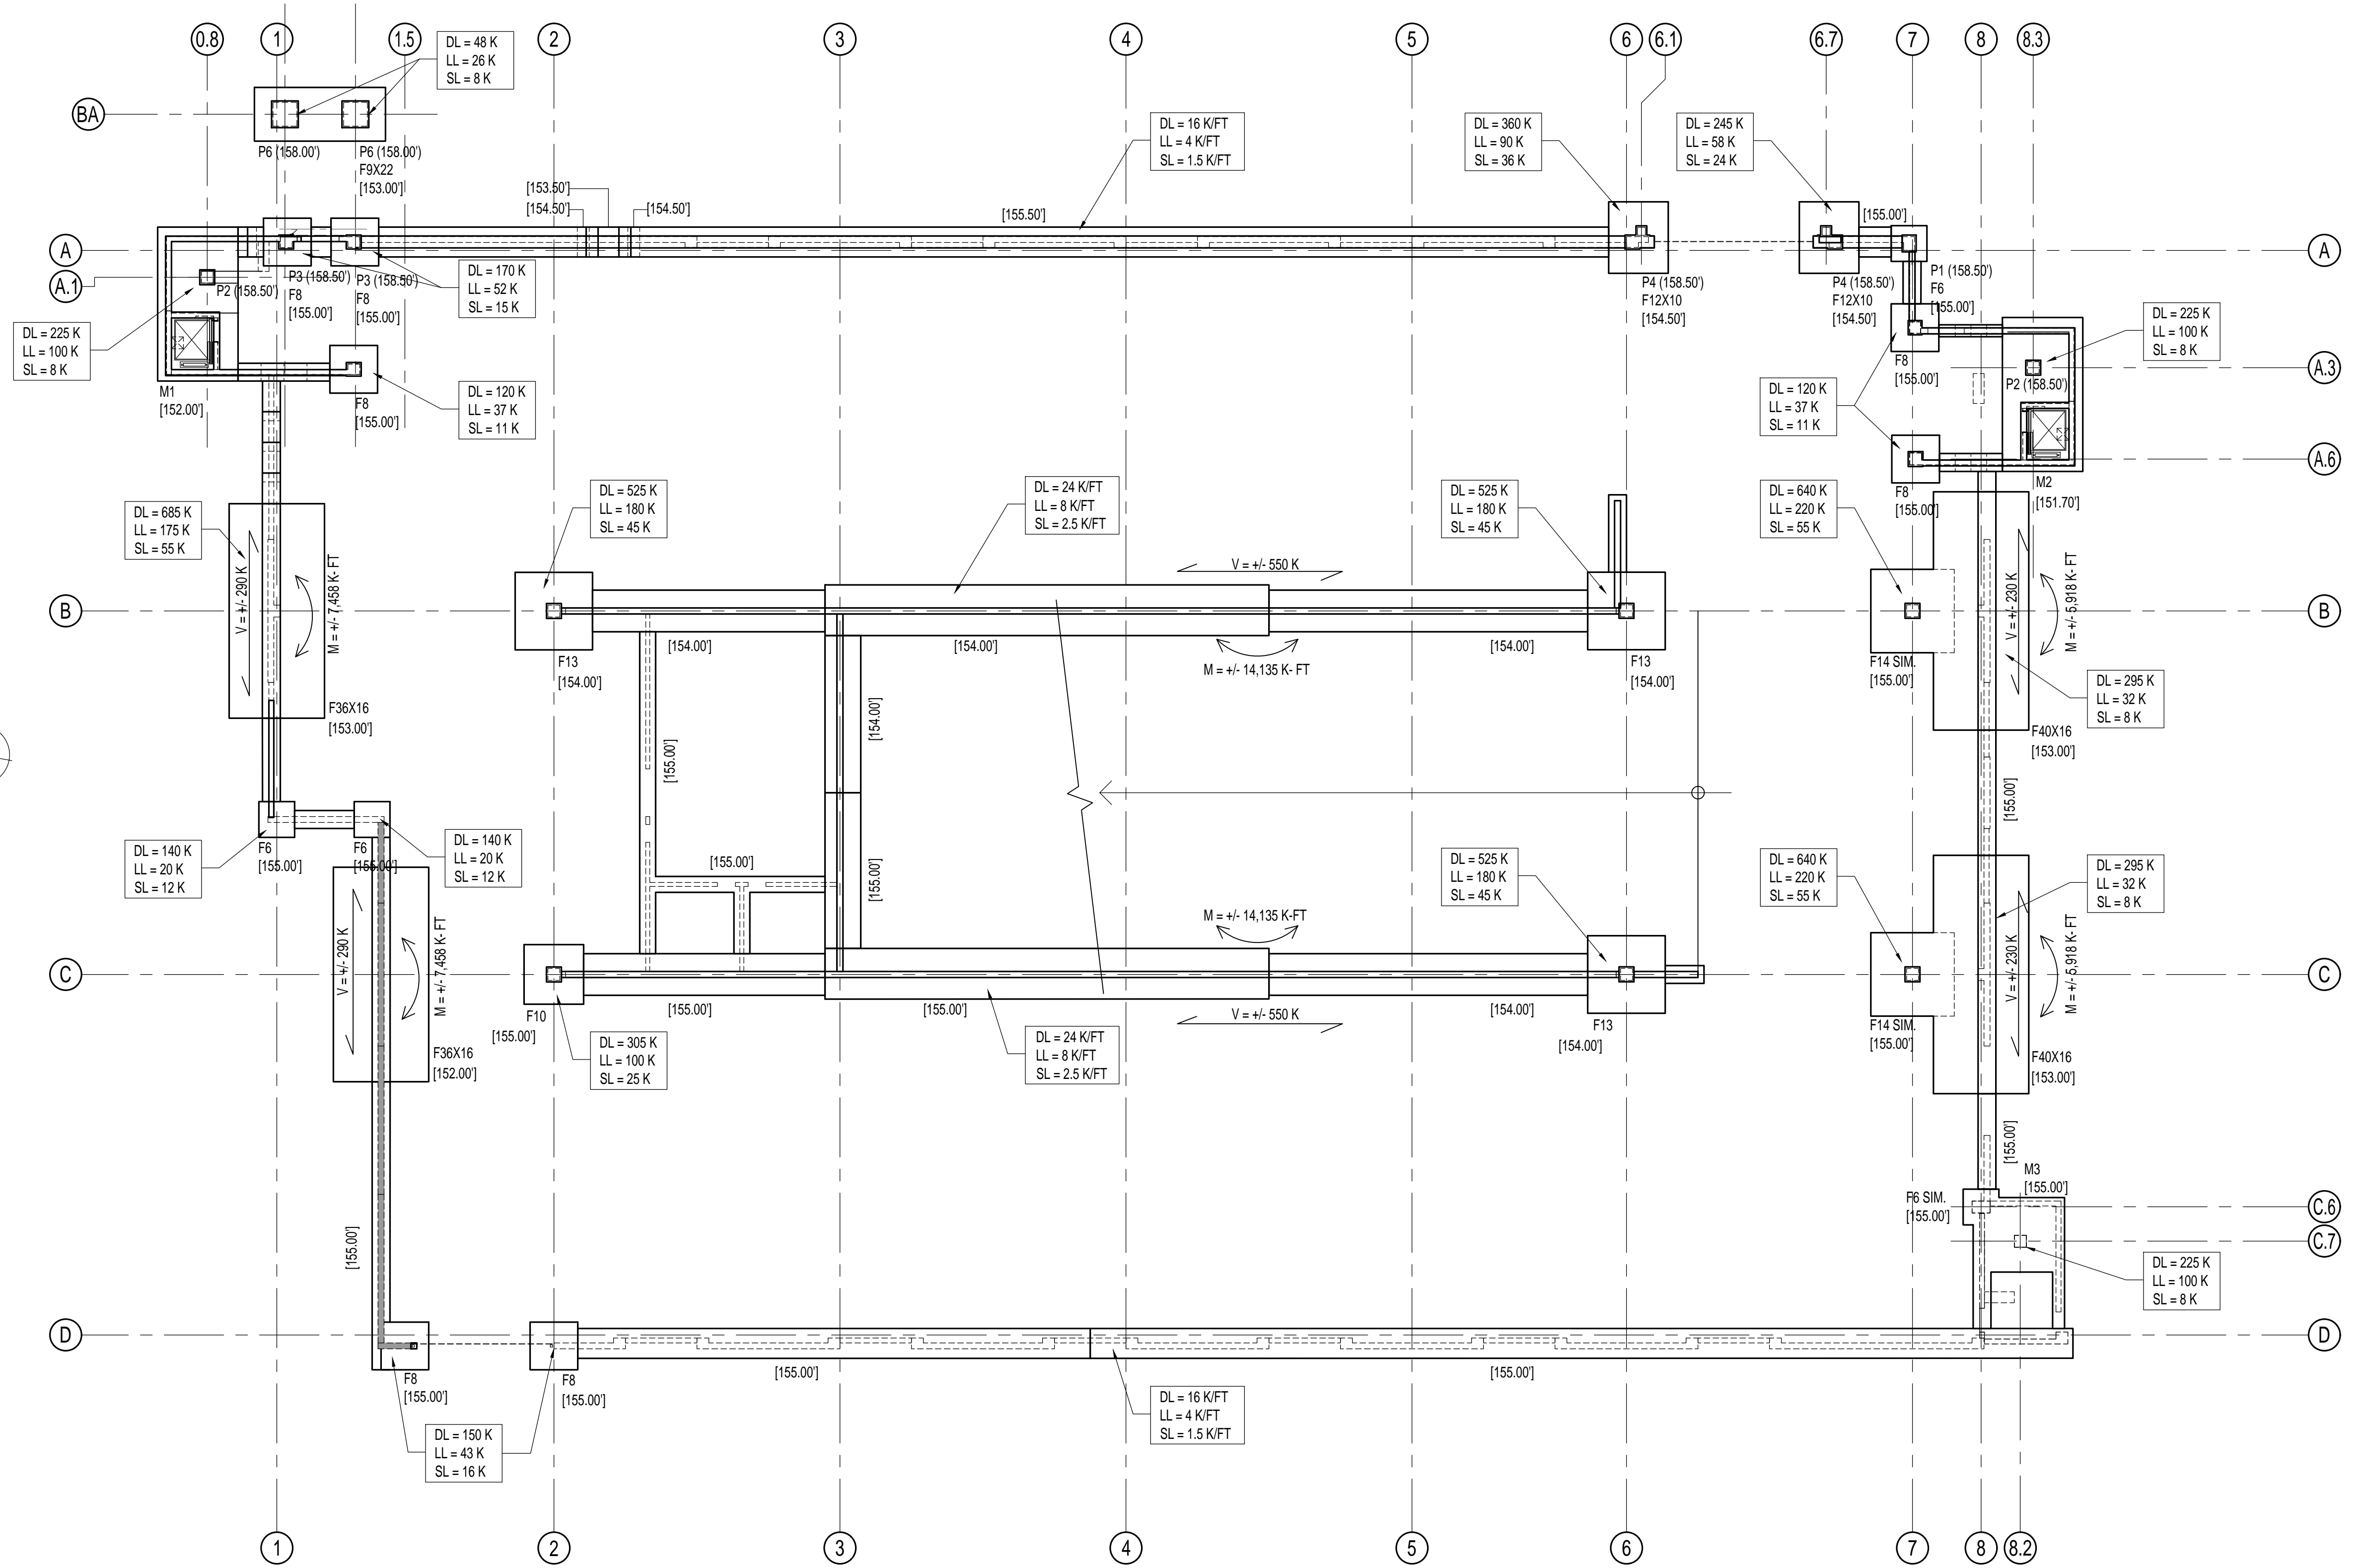 0.8
1
1.5
2
3
4
5
6
6.1
6.7
7
8
8.3
DL = 48 K
LL = 26 K
SL = 8 K
BA
P6 (158.00')
P6 (158.00')
F9X22
[153.00']
DL = 16 K/FT
LL = 4 K/FT
SL = 1.5 K/FT
DL = 360 K
LL = 90 K
SL = 36 K
DL = 245 K
LL = 58 K
SL = 24 K
[153.50']
[154.50']
[154.50']
[155.50']
[155.00']
A
A
A.1
P2 (158.50')
P3 (158.50')
F8
[155.00']
P3 (158.50')
F8
[155.00']
DL = 170 K
LL = 52 K
SL = 15 K
P4 (158.50')
F12X10
[154.50']
P4 (158.50')
F12X10
[154.50']
P1 (158.50')
F6
[155.00']
DL = 225 K
LL = 100 K
SL = 8 K
DL = 225 K
LL = 100 K
SL = 8 K
F8
[155.00']
P2 (158.50')
A.3
M1
[152.00']
F8
[155.00']
DL = 120 K
LL = 37 K
SL = 11 K
DL = 120 K
LL = 37 K
SL = 11 K
A.6
F8
[155.00']
M2
[151.70']
DL = 685 K
LL = 175 K
SL = 55 K
DL = 525 K
LL = 180 K
SL = 45 K
DL = 24 K/FT
LL = 8 K/FT
SL = 2.5 K/FT
DL = 525 K
LL = 180 K
SL = 45 K
DL = 640 K
LL = 220 K
SL = 55 K
V = +/- 290 K
M = +/- 7,458 K- FT
V = +/- 550 K
V = +/- 230 K
M = +/- 5,918 K- FT
B
B
F13
[154.00']
[154.00']
[154.00']
M = +/- 14,135 K- FT
[154.00']
F13
[154.00']
F14 SIM.
[155.00']
DL = 295 K
LL = 32 K
SL = 8 K
F36X16
[153.00']
F40X16
[153.00']
[154.00']
[155.00']
[155.00']
DL = 140 K
LL = 20 K
SL = 12 K
F6
[155.00']
F6
[155.00']
DL = 140 K
LL = 20 K
SL = 12 K
[155.00']
[155.00']
DL = 525 K
LL = 180 K
SL = 45 K
DL = 640 K
LL = 220 K
SL = 55 K
DL = 295 K
LL = 32 K
SL = 8 K
V = +/- 290 K
M = +/- 7,458 K- FT
M = +/- 14,135 K-FT
V = +/- 230 K
M = +/- 5,918 K- FT
C
C
F10
[155.00']
[155.00']
[155.00']
V = +/- 550 K
[154.00']
F13
[154.00']
F14 SIM.
[155.00']
F36X16
[152.00']
DL = 305 K
LL = 100 K
SL = 25 K
DL = 24 K/FT
LL = 8 K/FT
SL = 2.5 K/FT
F40X16
[153.00']
[155.00']
M3
[155.00']
F6 SIM.
[155.00']
C.6
C.7
[155.00']
DL = 225 K
LL = 100 K
SL = 8 K
D
D
F8
[155.00']
F8
[155.00']
[155.00']
[155.00']
DL = 16 K/FT
LL = 4 K/FT
SL = 1.5 K/FT
DL = 150 K
LL = 43 K
SL = 16 K
1
2
3
4
5
6
7
8
8.2